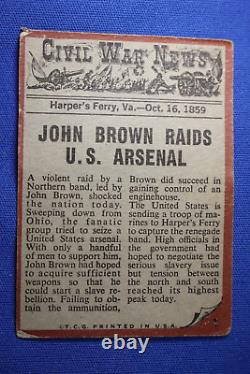 CIVIL WAR NEWS
Harper's Ferry, Va.—Oct. 16, 1859
JOHN BROWN RAIDS
U.S. ARSENAL
A violent raid by a
Northern band, led by
John Brown, shocked
the nation today.
Sweeping down from
Ohio, the fanatic
group tried to seize a
United States arsenal.
With only a handful of
men to support him,
John Brown had hoped
to acquire sufficient
weapons so that he
could start a slave re-
bellion. Failing to ob-
tain the ammunition,
Brown did succeed in
gaining control of an
enginehouse.
The United States is
sending a troop of ma-
rines to Harper's Ferry
to capture the renegade
band. High officials in
the government had
hoped to negotiate the
serious slavery issue
but tension between
the north and south
reached its highest
peak today.
T.C.G. PRINTED IN U.S.A.
118117.com